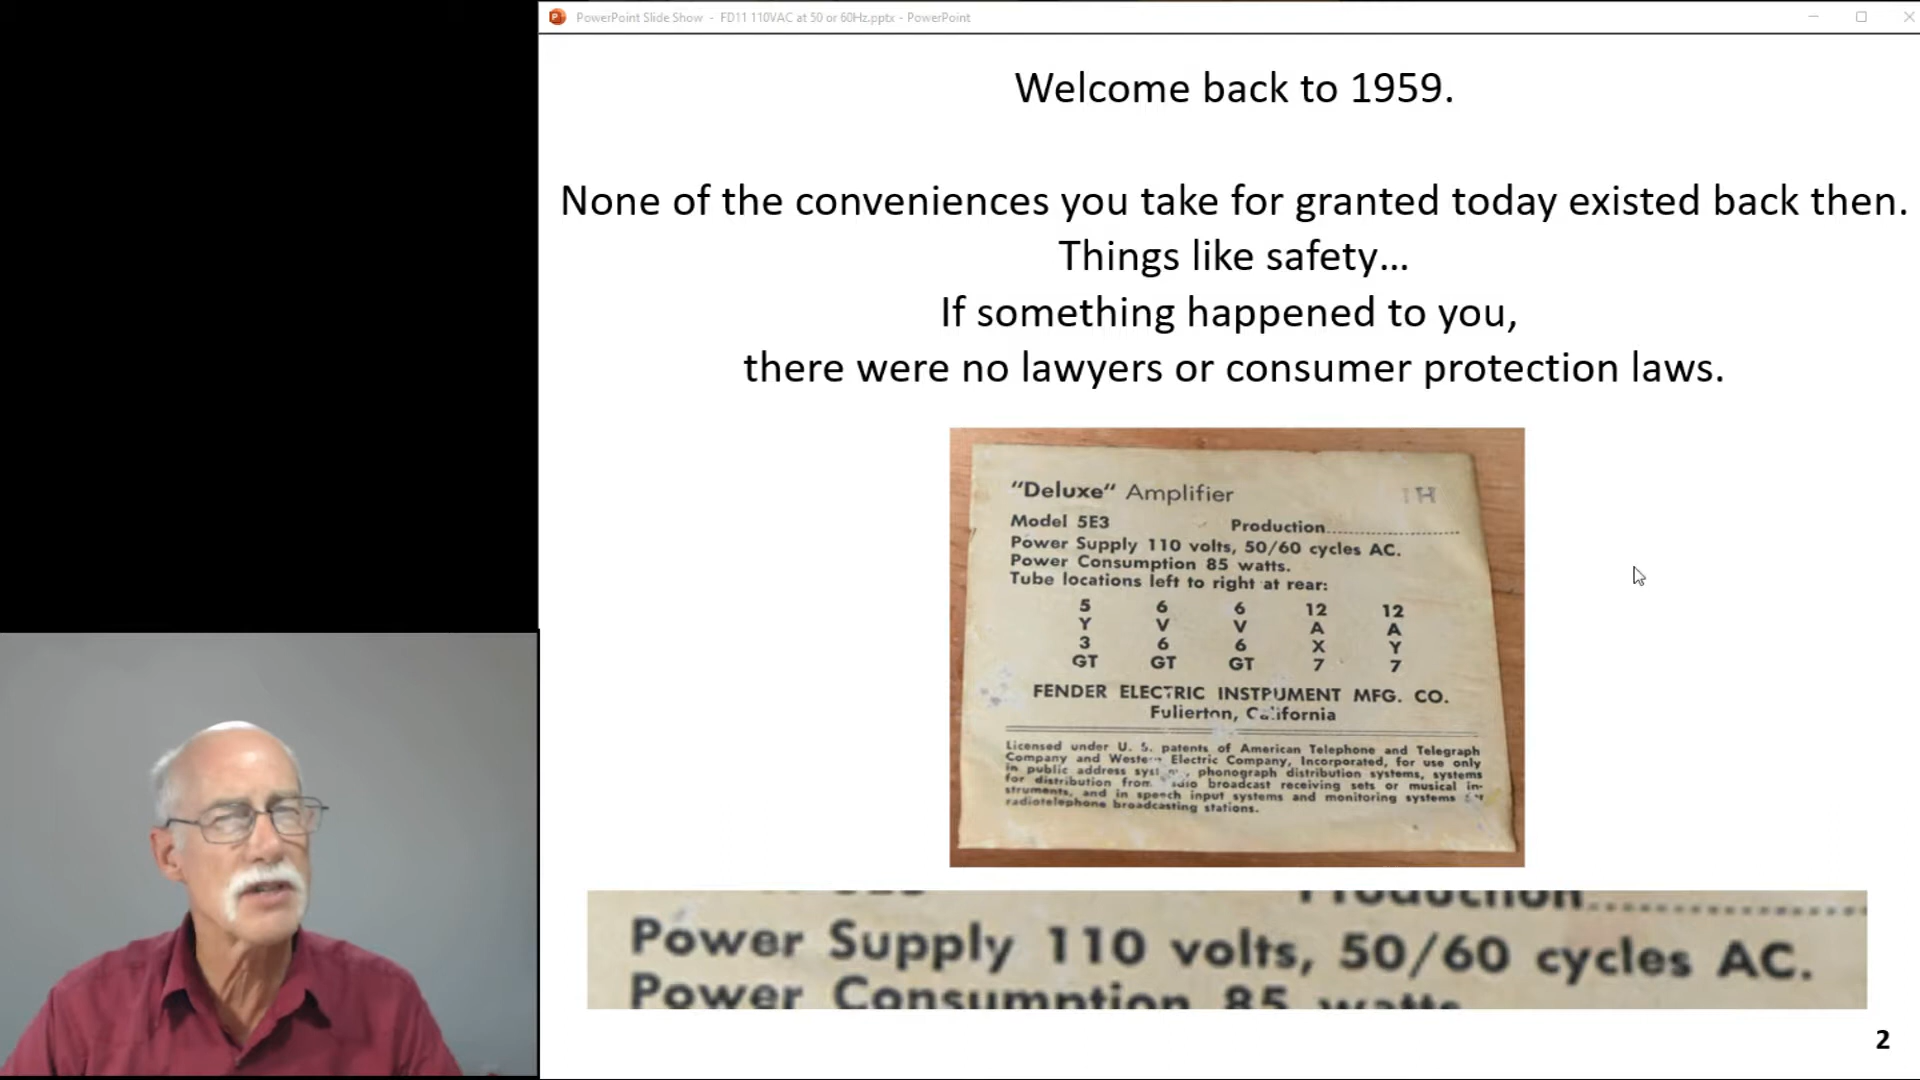 PowerPoint Slide Show - FD11 110VAC at 50 or 60Hz.pptx - PowerPoint
Welcome back to 1959.
None of the conveniences you take for granted today existed back then.
Things like safety…
If something happened to you,
there were no lawyers or consumer protection laws.
"Deluxe" Amplifier
IH
Model 5E3 Production
Power Supply 110 volts, 50/60 cycles AC.
Power Consumption 85 watts.
Tube locations left to right at rear:
5 6 6 12 12
Y V V A A
3 6 6 X Y
GT GT GT 7 7
FENDER ELECTRIC INSTRUMENT MFG. CO.
Fullerton, California
Licensed under U. S. patents of American Telephone and Telegraph
Company and Western Electric Company, Incorporated, for use only
in public address phonograph distribution systems, systems
for distribution from broadcast receiving sets or musical in-
struments, and in speech input systems and monitoring systems
radiotelephone broadcasting stations.
Production
Power Supply 110 volts, 50/60 cycles AC.
Power Consumption 85 watts.
2